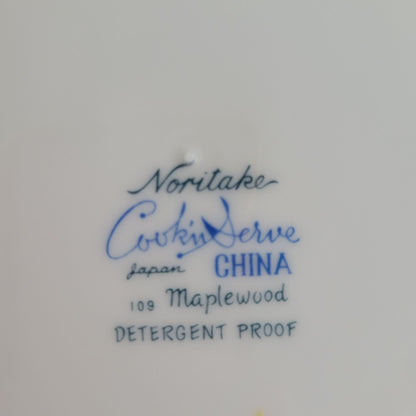 Noritake
Cook'n Serve
Japan CHINA
109 Maplewood
DETERGENT PROOF